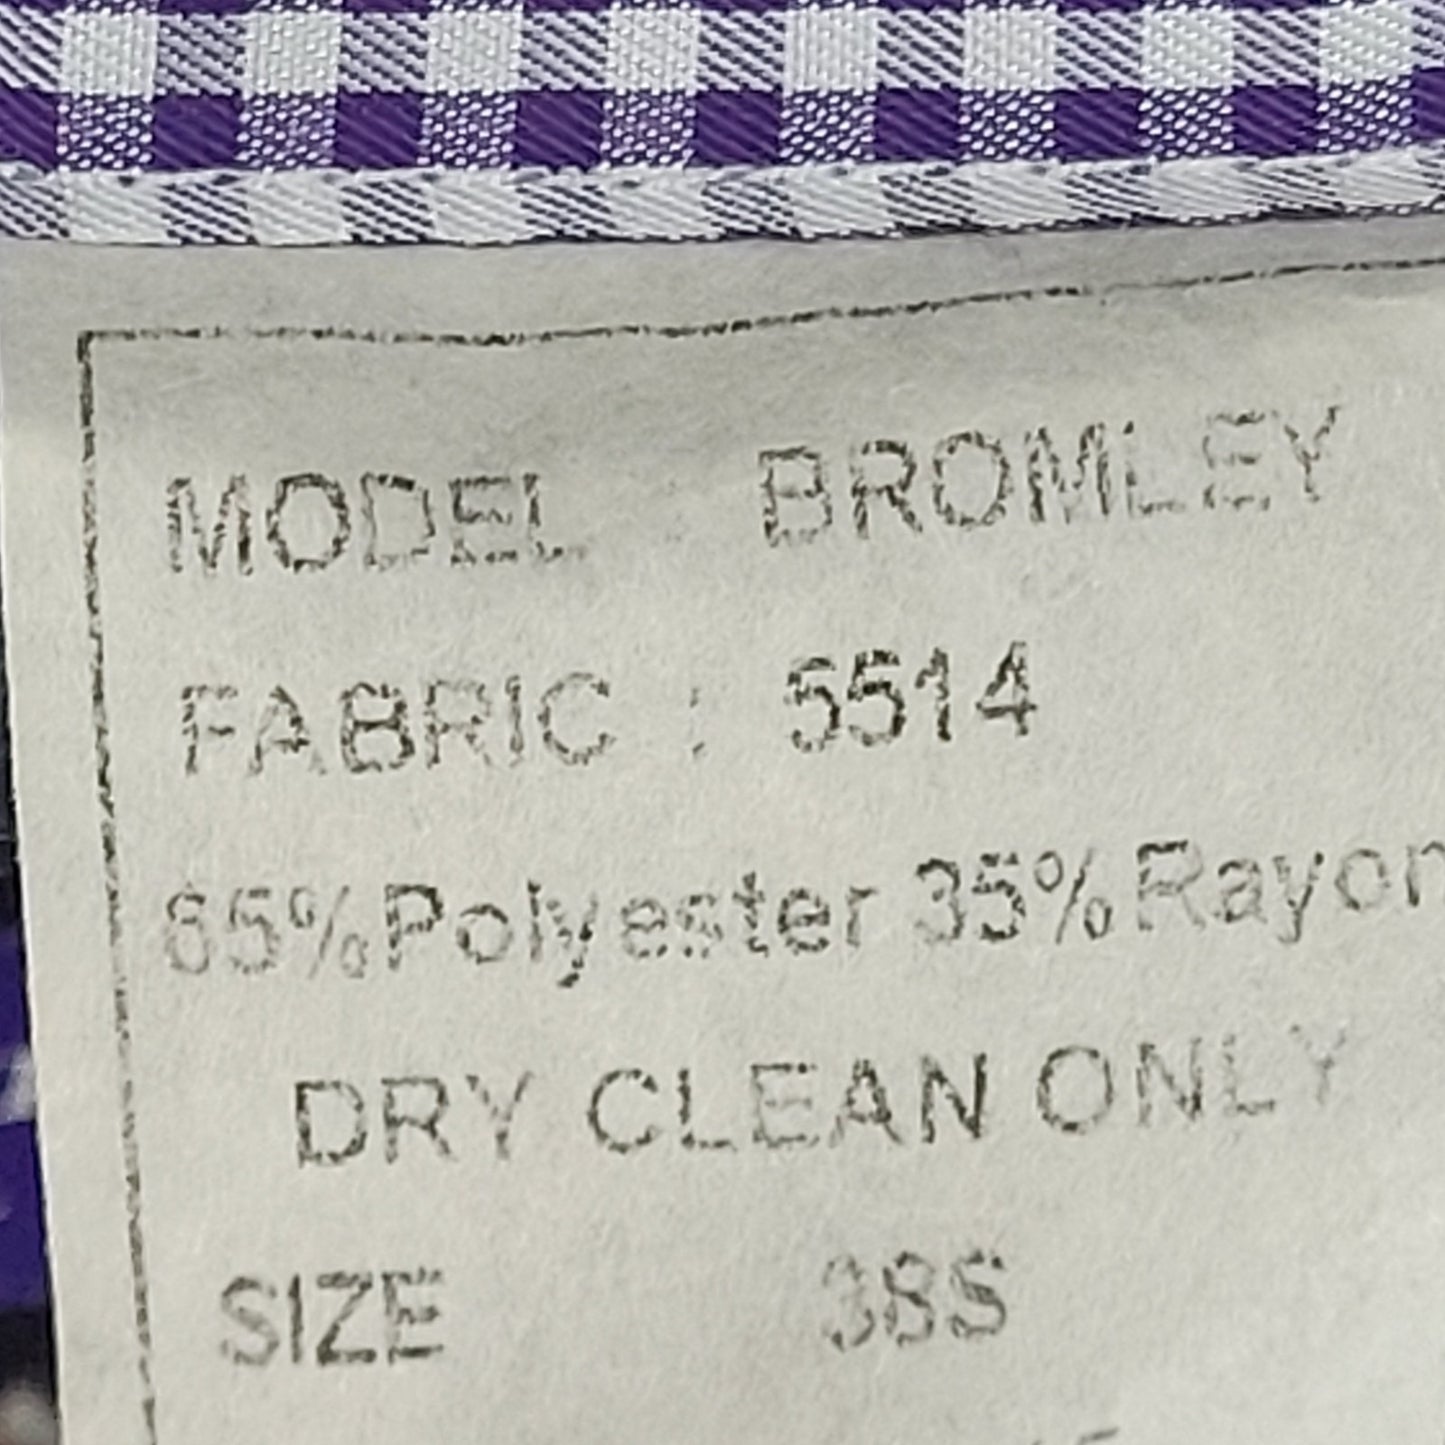 MODEL BROMLEY
FABRIC : 5514
65% Polyester 35% Rayon
DRY CLEAN ONLY
SIZE 38S